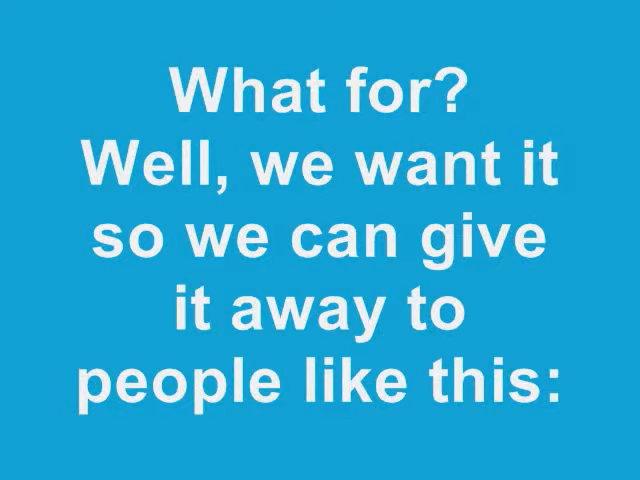 What for?
Well, we want it
so we can give
it away to
people like this: